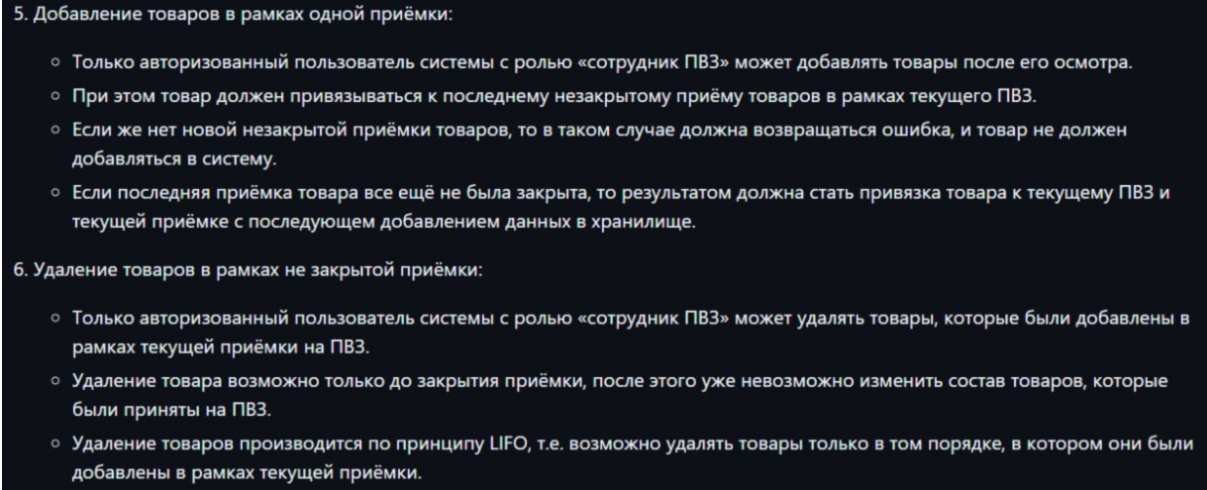 5. Добавление товаров в рамках одной приёмки:
○ Только авторизованный пользователь системы с ролью «сотрудник ПВЗ» может добавлять товары после его осмотра.
○ При этом товар должен привязываться к последнему незакрытому приёму товаров в рамках текущего ПВЗ.
○ Если же нет новой незакрытой приёмки товаров, то в таком случае должна возвращаться ошибка, и товар не должен
добавляться в систему.
○ Если последняя приёмка товара все ещё не была закрыта, то результатом должна стать привязка товара к текущему ПВЗ и
текущей приёмке с последующем добавлением данных в хранилище.
6. Удаление товаров в рамках не закрытой приёмки:
○ Только авторизованный пользователь системы с ролью «сотрудник ПВЗ» может удалять товары, которые были добавлены в
рамках текущей приёмки на ПВЗ.
○ Удаление товара возможно только до закрытия приёмки, после этого уже невозможно изменить состав товаров, которые
были приняты на ПВЗ.
○ Удаление товаров производится по принципу LIFO, т.е. возможно удалять товары только в том порядке, в котором они были
добавлены в рамках текущей приёмки.